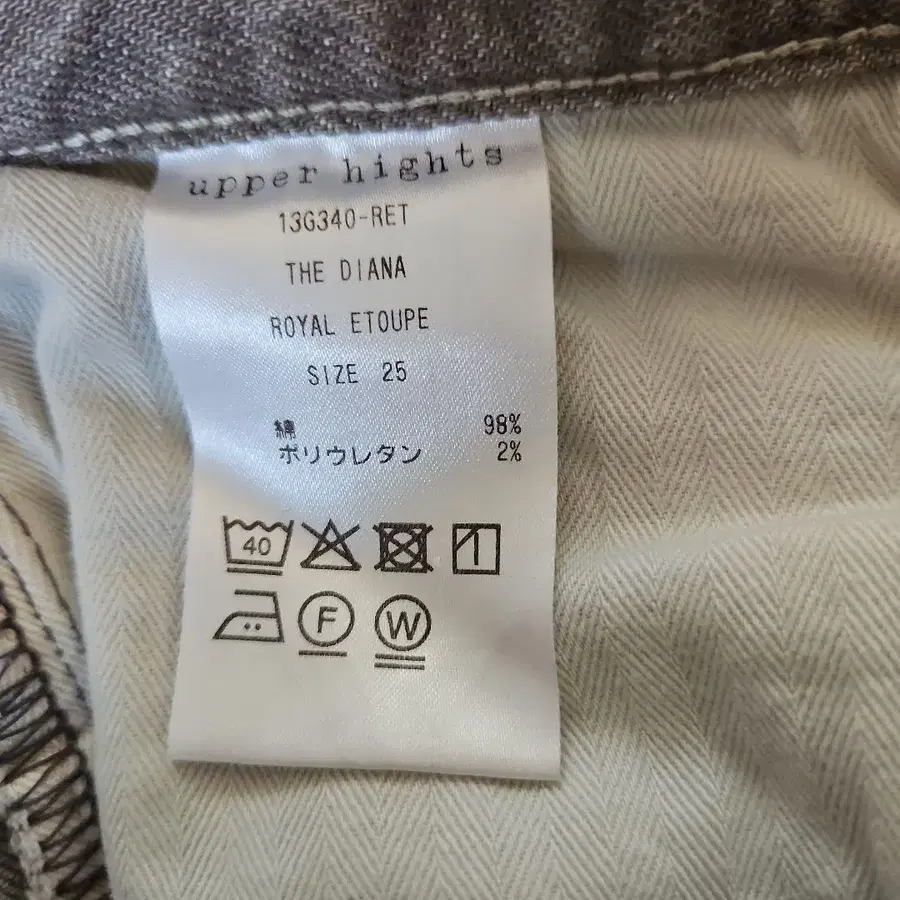 upper hights
13G340-RET
THE DIANA
ROYAL ETOUPE
SIZE 25
綿 98%
ポリウレタン 2%
40
F W